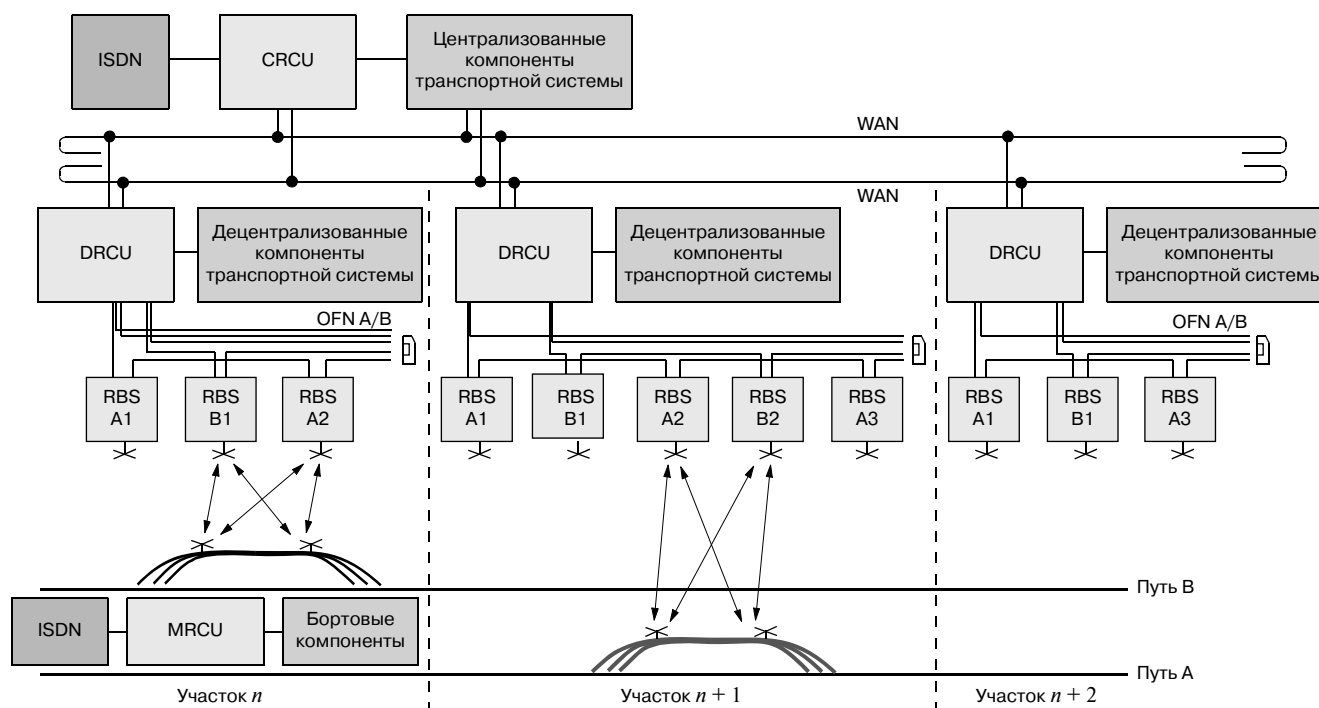 ISDN
CRCU
Централизованные
компоненты
транспортной системы
WAN
WAN
DRCU
Децентрализованные
компоненты
транспортной системы
DRCU
Децентрализованные
компоненты
транспортной системы
DRCU
Децентрализованные
компоненты
транспортной системы
OFN A/B
OFN A/B
RBS
A1
RBS
B1
RBS
A2
RBS
A1
RBS
B1
RBS
A2
RBS
B2
RBS
A3
RBS
A1
RBS
B1
RBS
A3
Путь B
ISDN
MRCU
Бортовые
компоненты
Путь A
Участок n
Участок n + 1
Участок n + 2